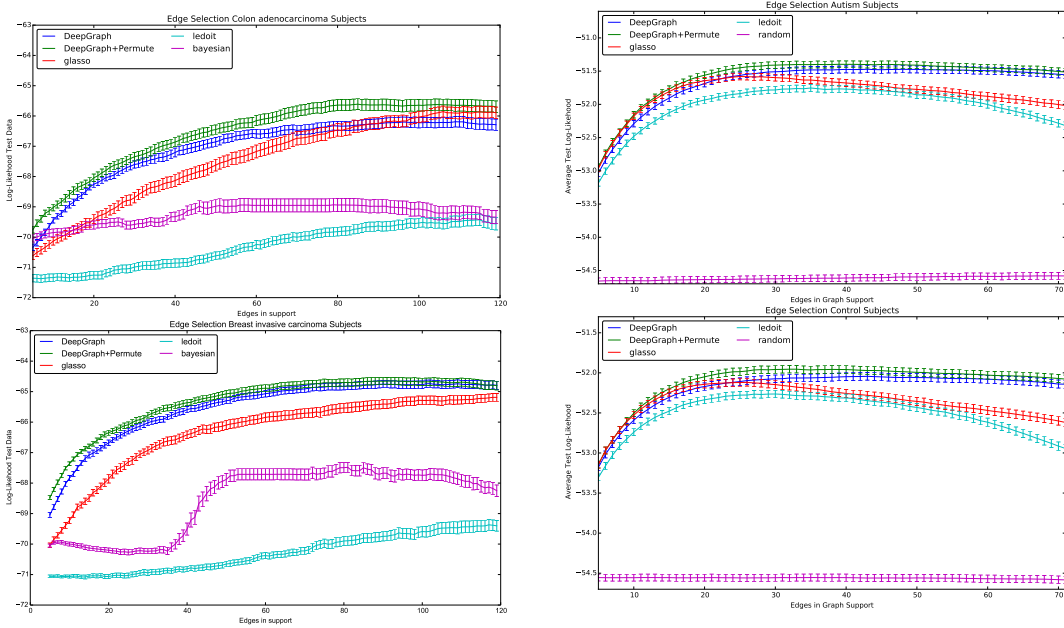 Edge Selection Colon adenocarcinoma Subjects
DeepGraph
DeepGraph+Permute
glasso
ledoit
bayesian
Log-Likehood Test Data
−63
−64
−65
−66
−67
−68
−69
−70
−71
−72
20
40
60
80
100
120
Edges in support
Edge Selection Autism Subjects
DeepGraph
DeepGraph+Permute
glasso
ledoit
random
Average Test Log-Likelihood
−51.0
−51.5
−52.0
−52.5
−53.0
−53.5
−54.0
−54.5
10
20
30
40
50
60
70
Edges in Graph Support
Edge Selection Breast invasive carcinoma Subjects
DeepGraph
DeepGraph+Permute
glasso
ledoit
bayesian
Log-Likelihood Test Data
−63
−64
−65
−66
−67
−68
−69
−70
−71
−72
0
20
40
60
80
100
120
Edges in support
Edge Selection Control Subjects
DeepGraph
DeepGraph+Permute
glasso
ledoit
random
Average Test Log-Likelihood
−51.5
−52.0
−52.5
−53.0
−53.5
−54.0
−54.5
10
20
30
40
50
60
70
Edges in Graph Support